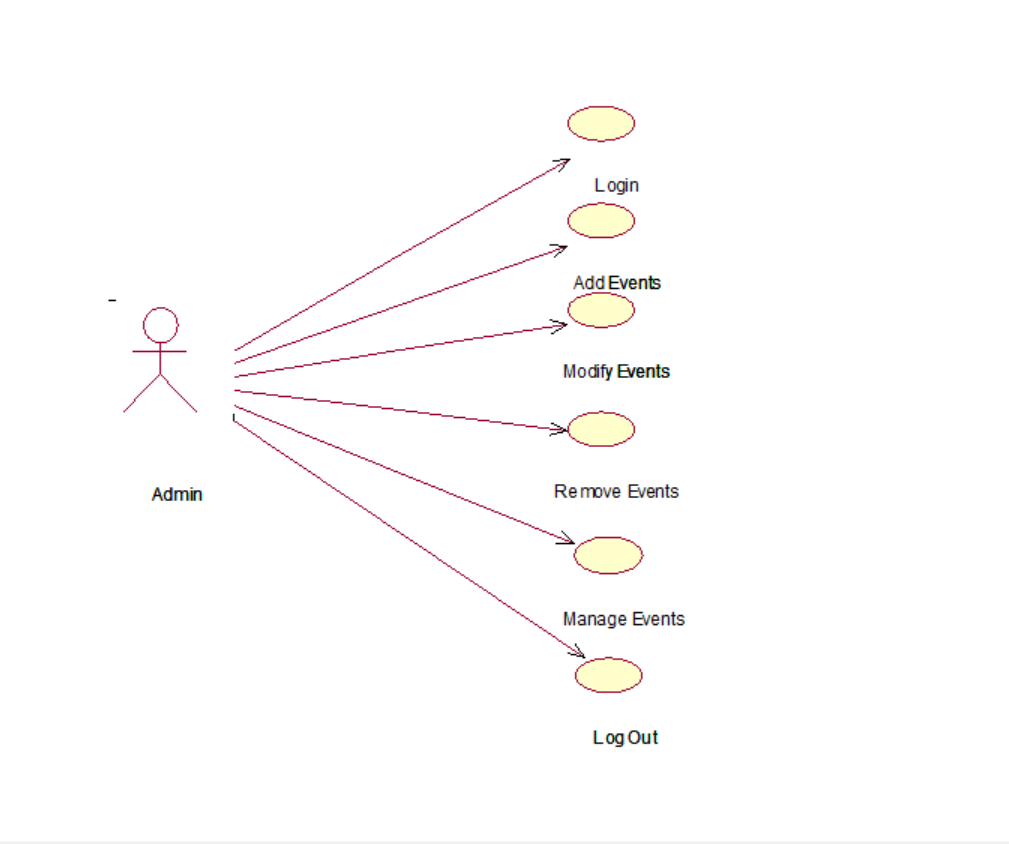 Login
Add Events
Modify Events
Remove Events
Admin
Manage Events
Log Out